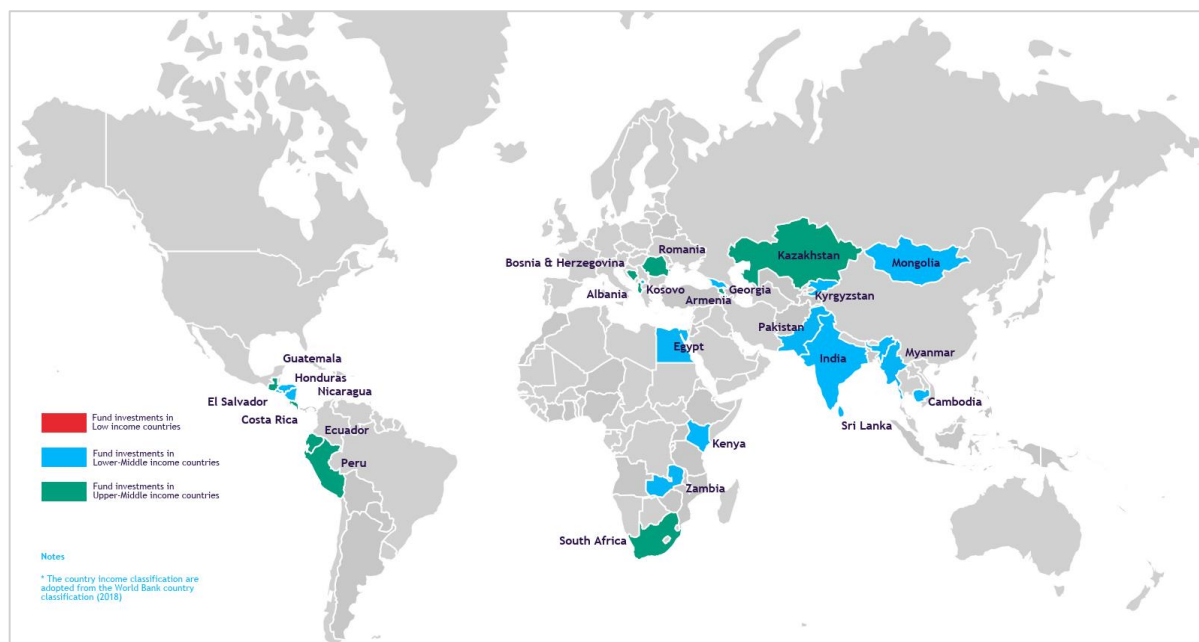 Romania
Kazakhstan
Bosnia & Herzegovina
Mongolia
Kosovo
Georgia
Albania
Armenia
Kyrgyzstan
Pakistan
Egypt
India
Myanmar
Guatemala
Honduras
Nicaragua
El Salvador
Cambodia
Costa Rica
Sri Lanka
Ecuador
Kenya
Peru
Zambia
South Africa
Fund investments in
Low income countries
Fund investments in
Lower-Middle income countries
Fund investments in
Upper-Middle income countries
Notes
* The country income classification are
adopted from the World Bank country
classification (2018)